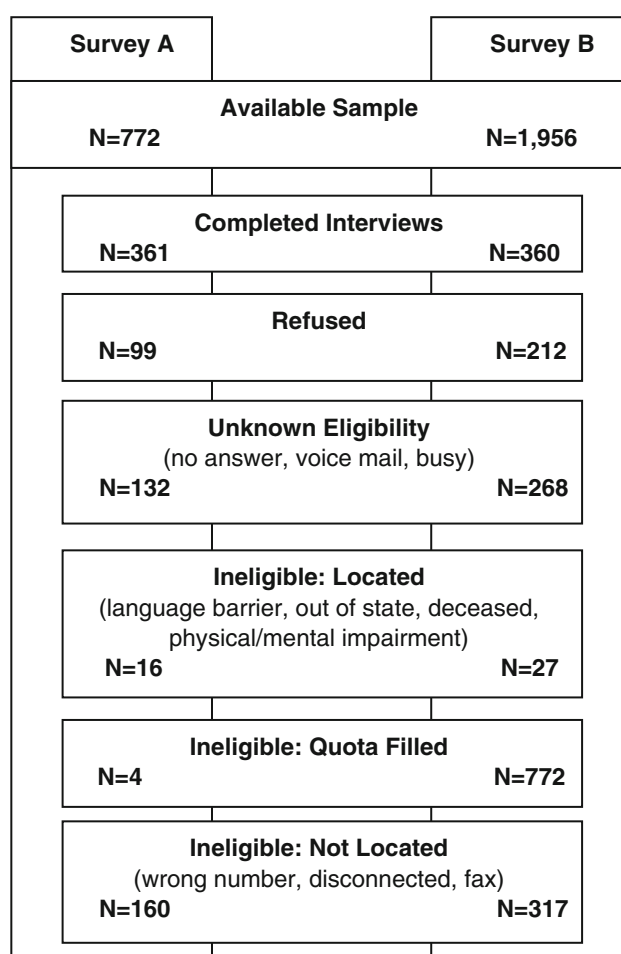 Survey A Survey B
Available Sample
N=772 N=1,956
Completed Interviews
N=361 N=360
Refused
N=99 N=212
Unknown Eligibility
(no answer, voice mail, busy)
N=132 N=268
Ineligible: Located
(language barrier, out of state, deceased,
physical/mental impairment)
N=16 N=27
Ineligible: Quota Filled
N=4 N=772
Ineligible: Not Located
(wrong number, disconnected, fax)
N=160 N=317